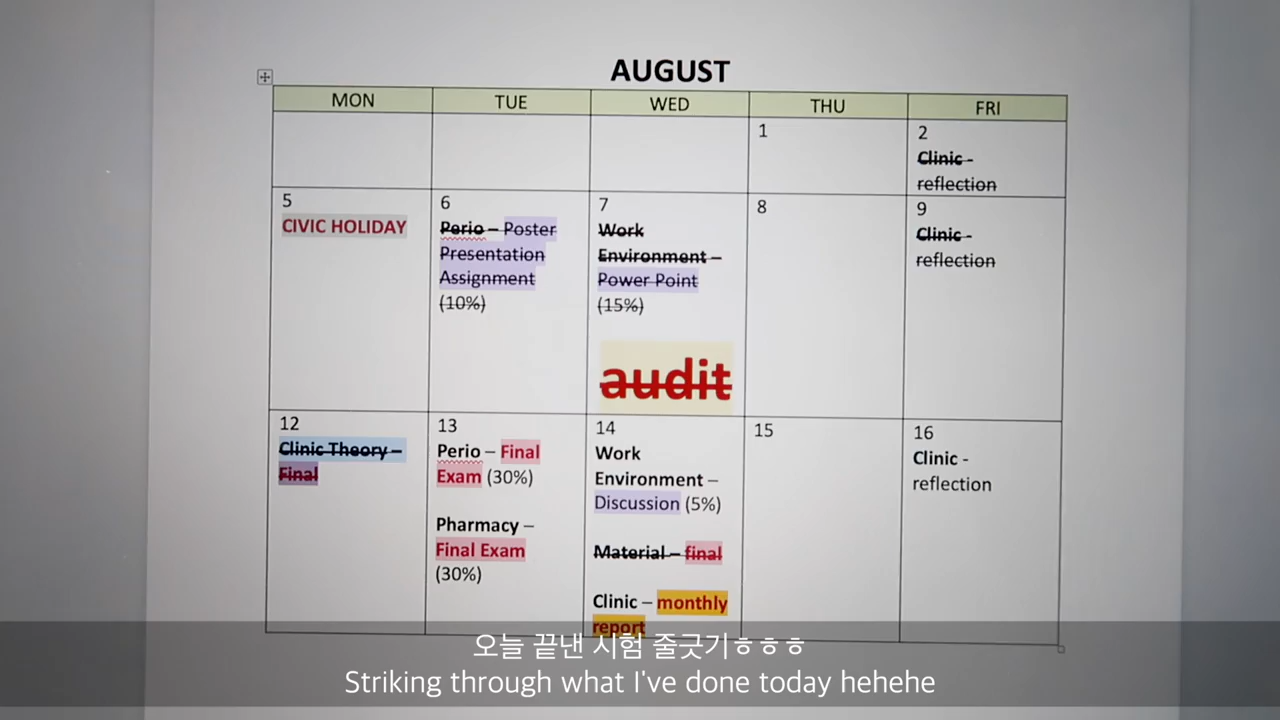 AUGUST
MON TUE WED THU FRI
1
2
Clinic -
reflection
5
CIVIC HOLIDAY
6
Perio – Poster
Presentation
Assignment
(10%)
7
Work
Environment –
Power Point
(15%)
audit
8
9
Clinic -
reflection
12
Clinic Theory –
Final
13
Perio – Final
Exam (30%)
Pharmacy –
Final Exam
(30%)
14
Work
Environment –
Discussion (5%)
Material – final
Clinic – monthly
report
15
16
Clinic -
reflection
오늘 끝낸 시험 줄긋기ㅎㅎㅎ
Striking through what I've done today hehehe